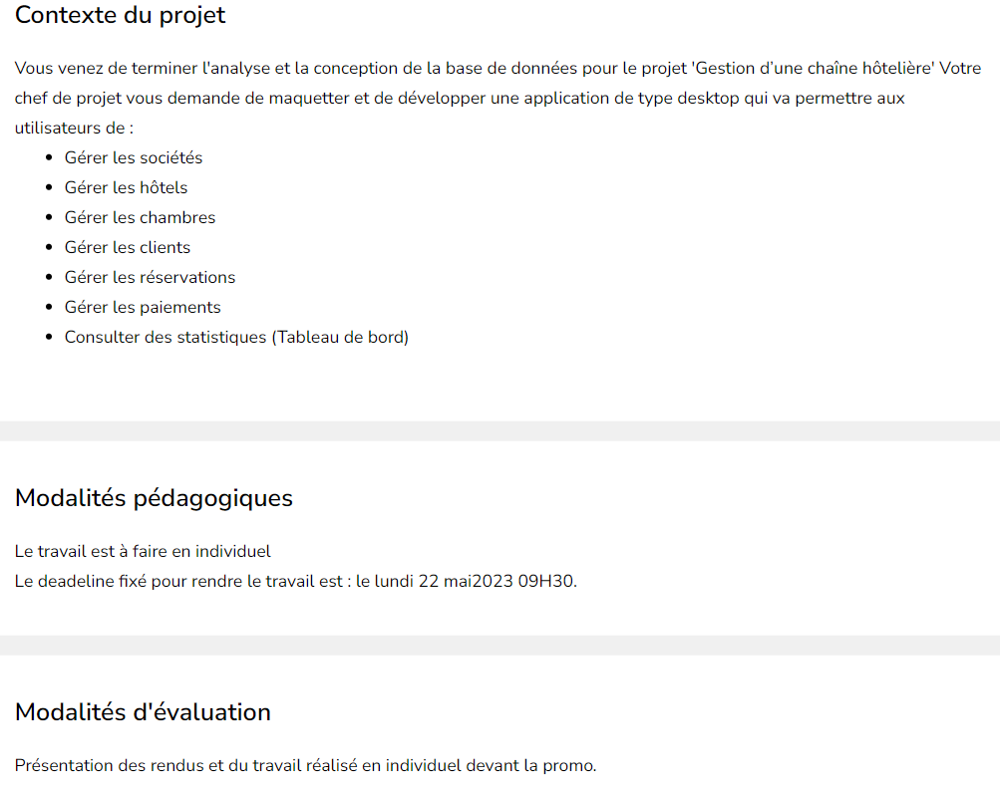 Contexte du projet
Vous venez de terminer l'analyse et la conception de la base de données pour le projet 'Gestion d’une chaîne hôtelière' Votre
chef de projet vous demande de maquetter et de développer une application de type desktop qui va permettre aux
utilisateurs de :
• Gérer les sociétés
• Gérer les hôtels
• Gérer les chambres
• Gérer les clients
• Gérer les réservations
• Gérer les paiements
• Consulter des statistiques (Tableau de bord)
Modalités pédagogiques
Le travail est à faire en individuel
Le deadeline fixé pour rendre le travail est : le lundi 22 mai2023 09H30.
Modalités d'évaluation
Présentation des rendus et du travail réalisé en individuel devant la promo.